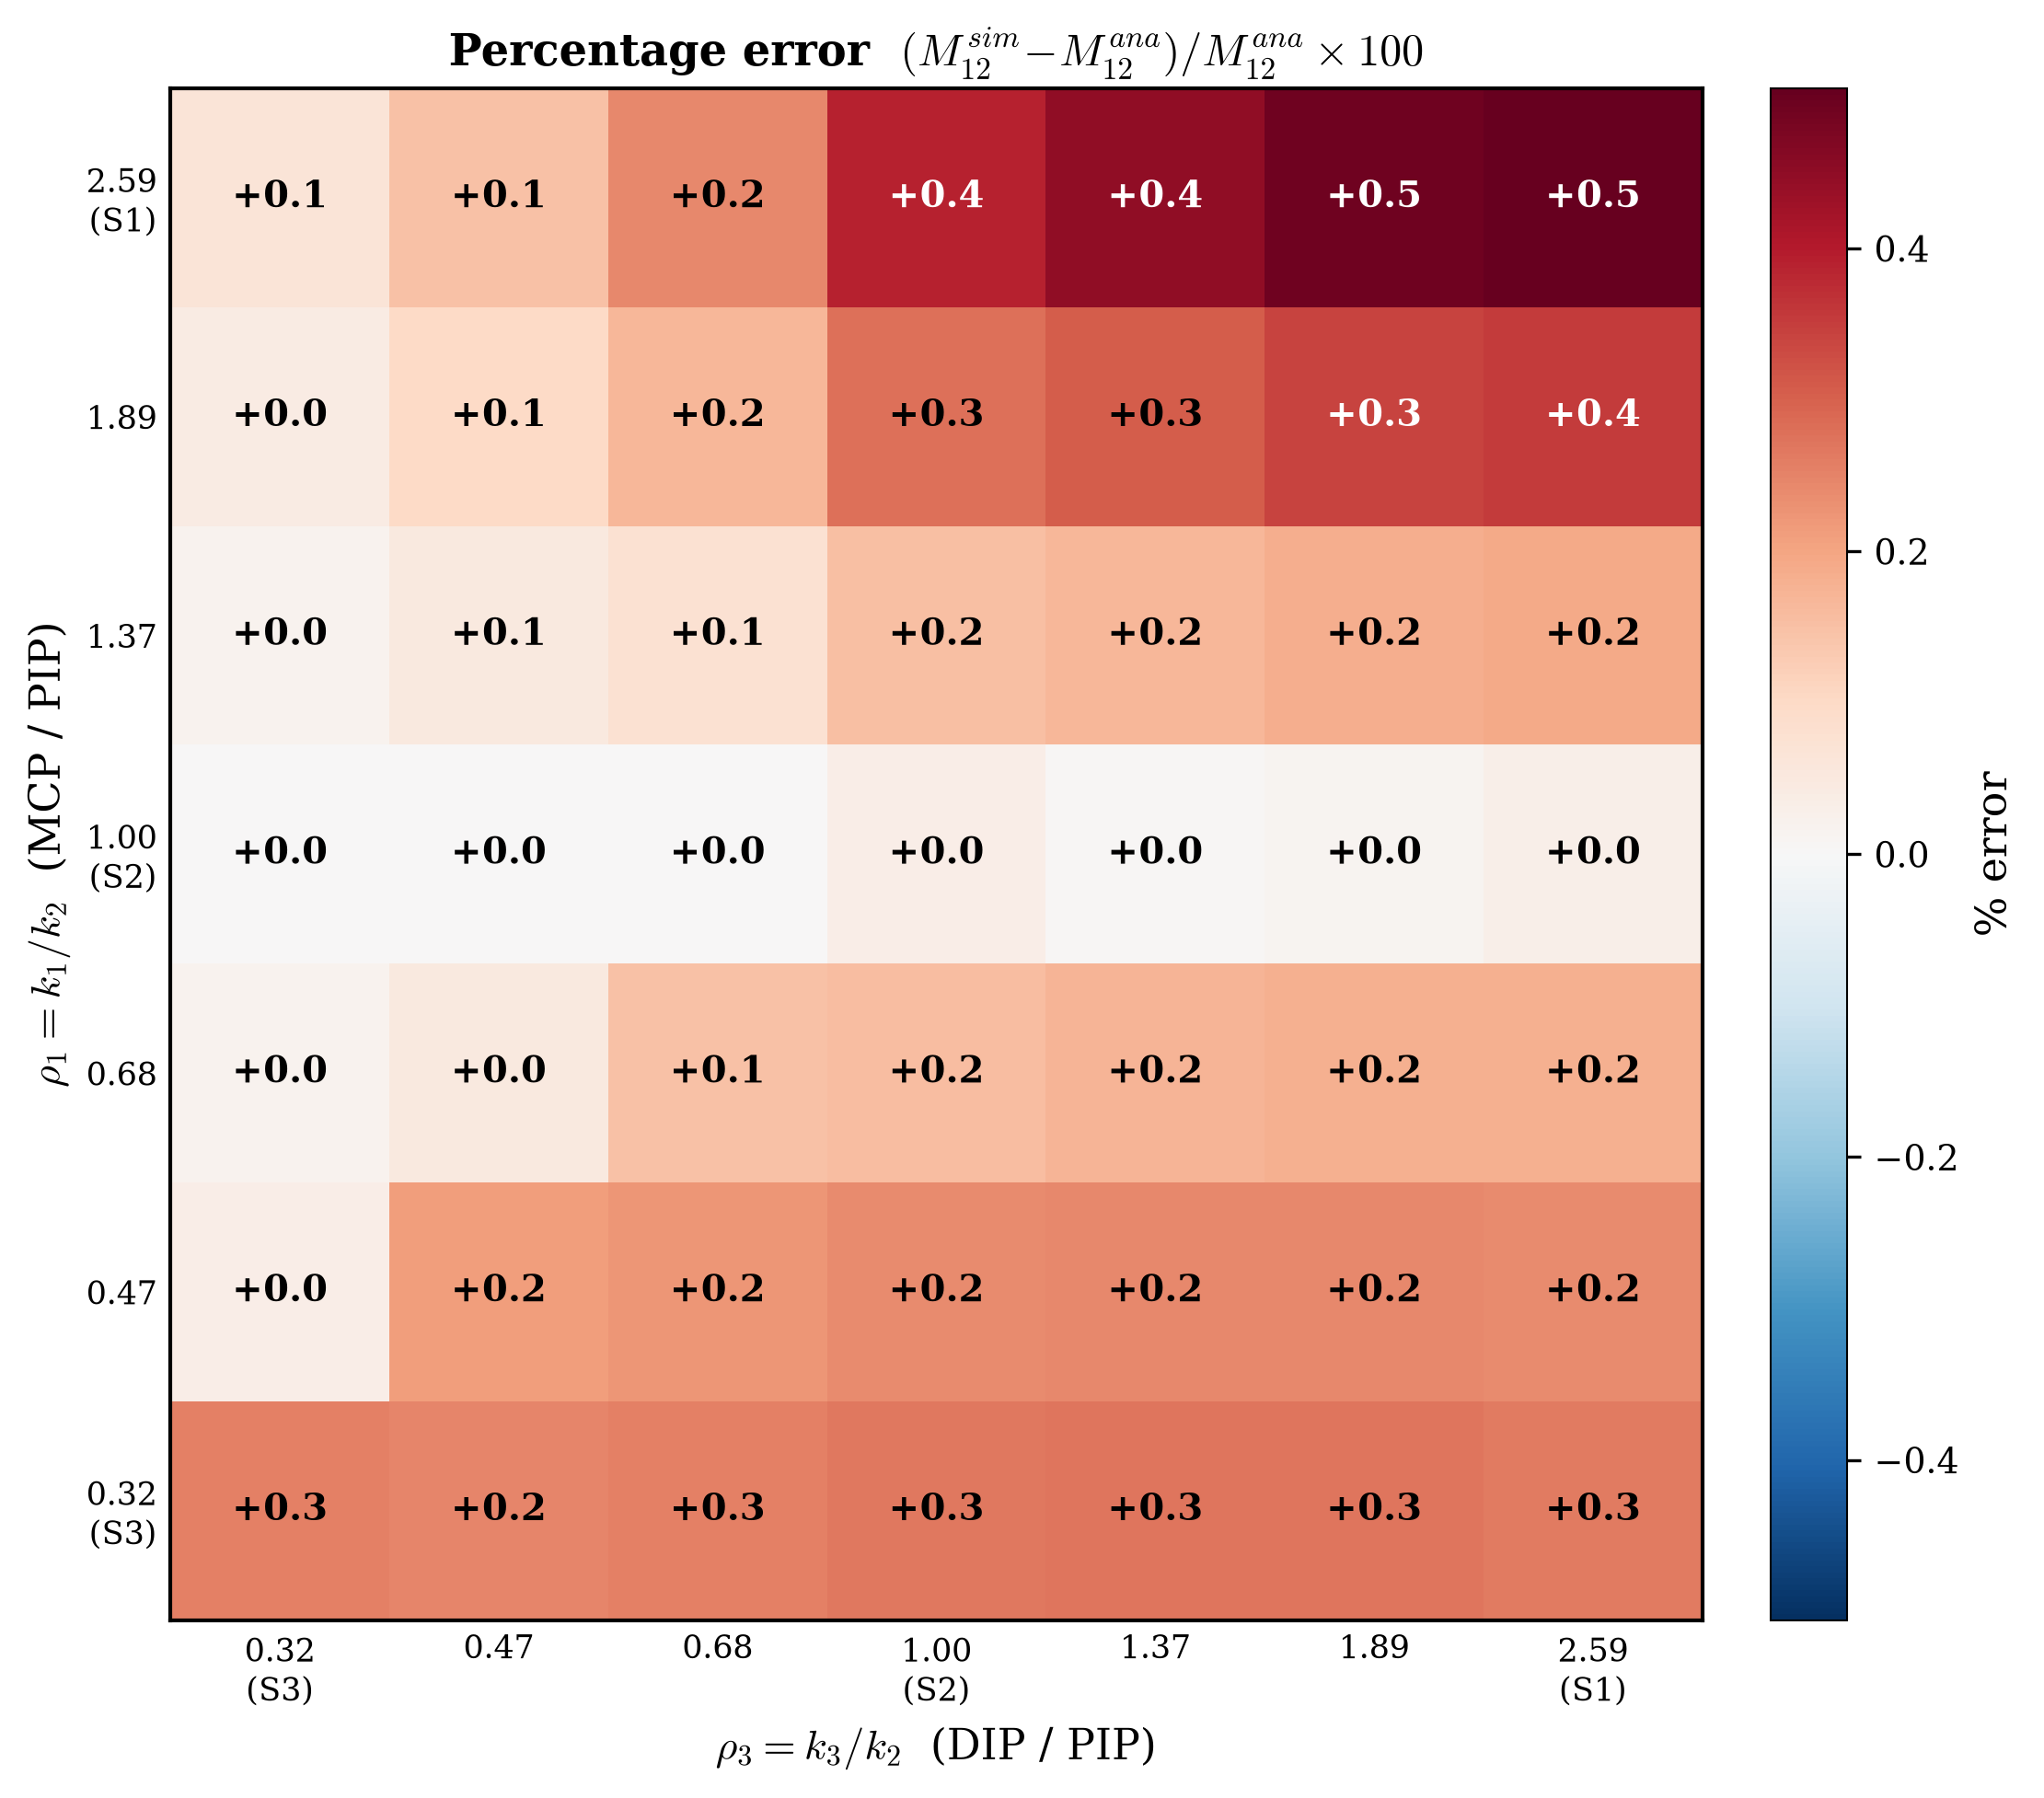 Percentage error (M_{12}^{sim}−M_{12}^{ana})/M_{12}^{ana} × 100
2.59
(S1)
+0.1 +0.1 +0.2 +0.4 +0.4 +0.5 +0.5
1.89
+0.0 +0.1 +0.2 +0.3 +0.3 +0.3 +0.4
1.37
+0.0 +0.1 +0.1 +0.2 +0.2 +0.2 +0.2
1.00
(S2)
+0.0 +0.0 +0.0 +0.0 +0.0 +0.0 +0.0
0.68
+0.0 +0.0 +0.1 +0.2 +0.2 +0.2 +0.2
0.47
+0.0 +0.2 +0.2 +0.2 +0.2 +0.2 +0.2
0.32
(S3)
+0.3 +0.2 +0.3 +0.3 +0.3 +0.3 +0.3
ρ₁ = k₁/k₂ (MCP / PIP)
0.32 0.47 0.68 1.00 1.37 1.89 2.59
(S3) (S2) (S1)
ρ₃ = k₃/k₂ (DIP / PIP)
0.4
0.2
0.0
−0.2
−0.4
% error